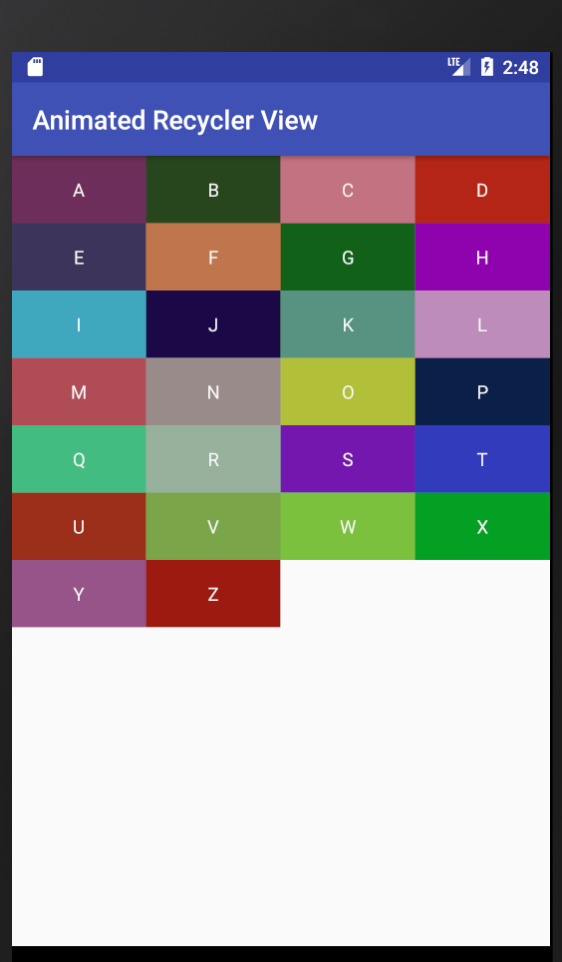 LTE 2:48
Animated Recycler View
A B C D
E F G H
I J K L
M N O P
Q R S T
U V W X
Y Z